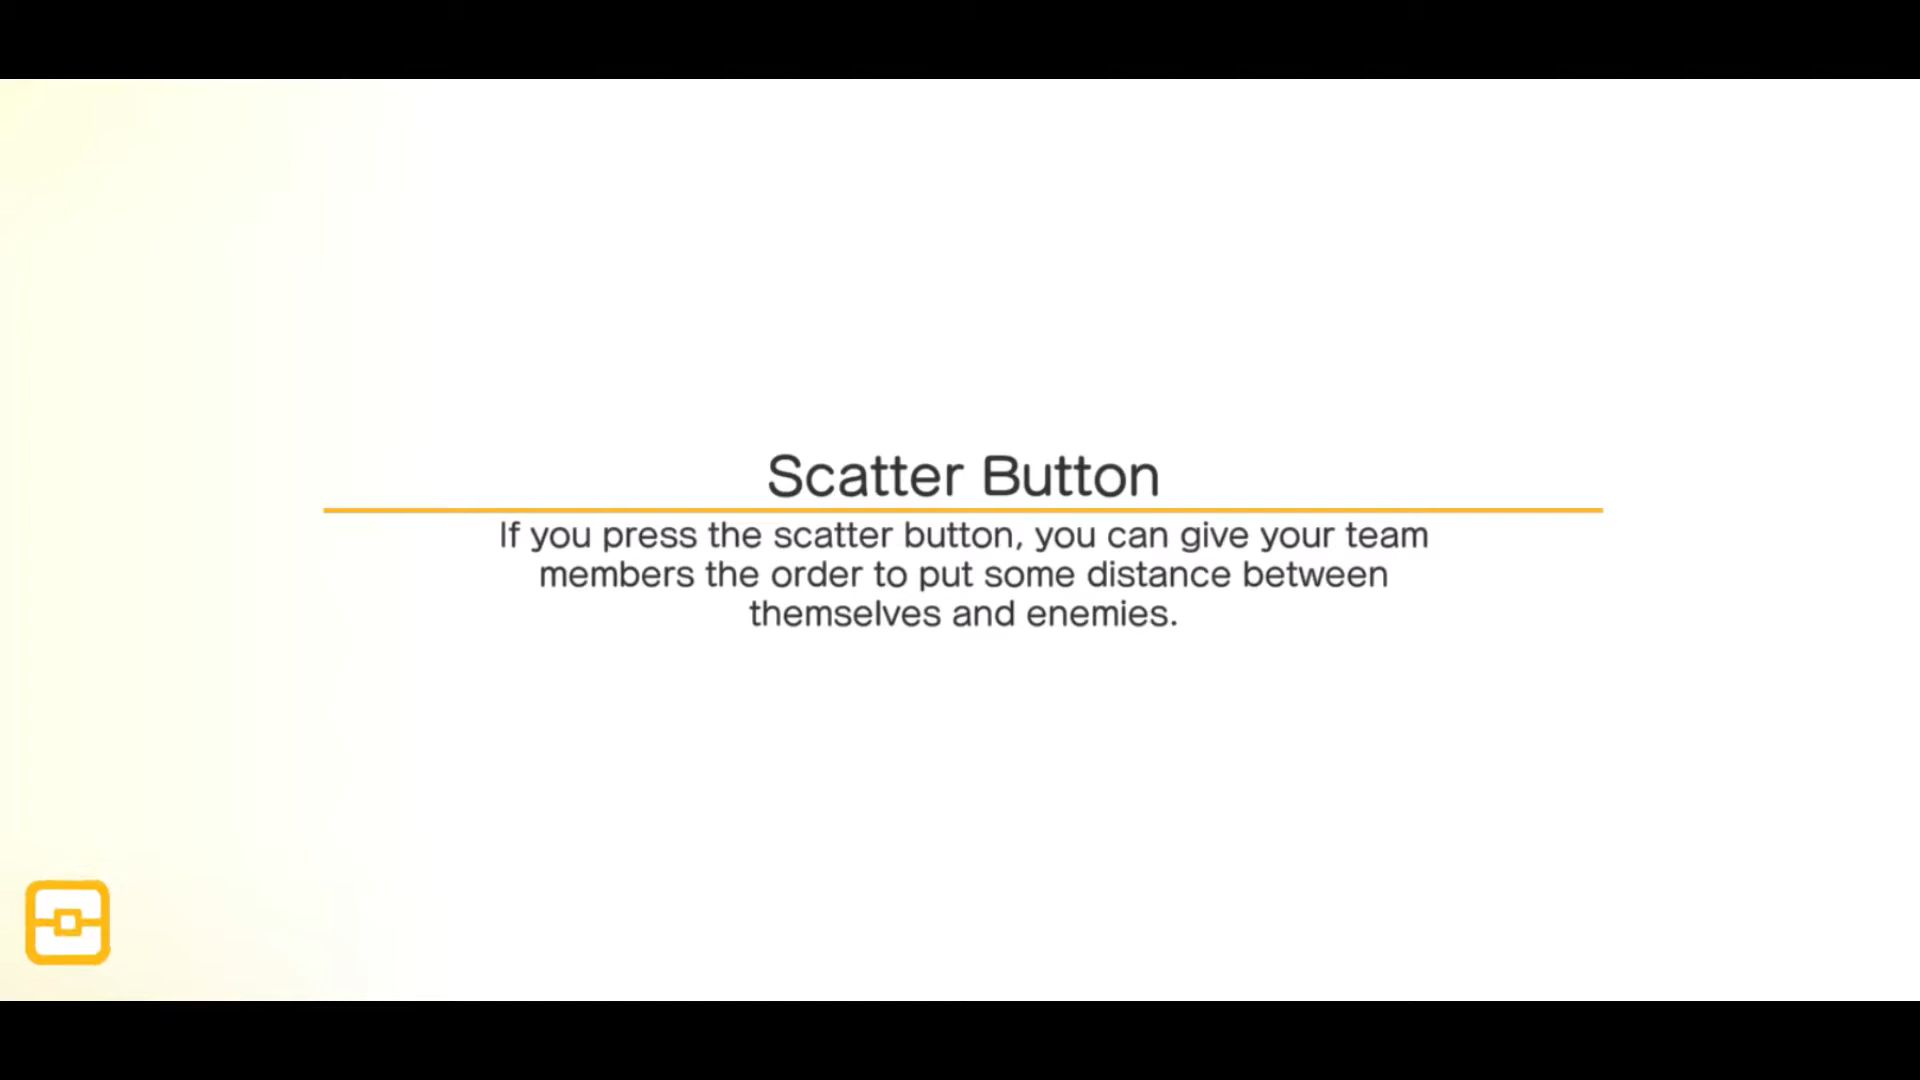 Scatter Button
If you press the scatter button, you can give your team
members the order to put some distance between
themselves and enemies.